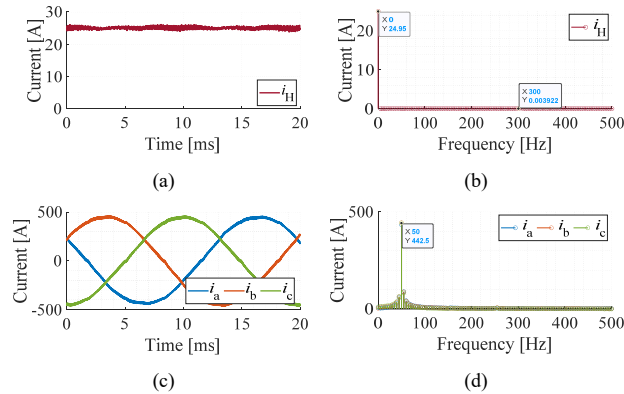 30
20
10
0
Current [A]
i_H
0 5 10 15 20
Time [ms]
(a)
20
10
0
Current [A]
X 0
Y 24.95
i_H
X 300
Y 0.003922
0 100 200 300 400 500
Frequency [Hz]
(b)
500
0
-500
Current [A]
i_a i_b i_c
0 5 10 15 20
Time [ms]
(c)
500
0
Current [A]
X 50
Y 442.5
i_a i_b i_c
0 100 200 300 400 500
Frequency [Hz]
(d)